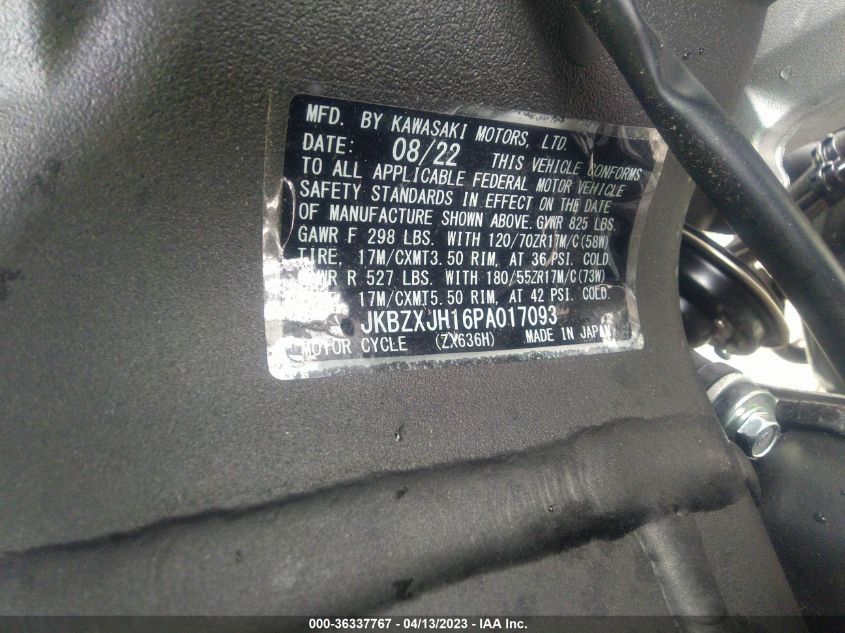 MFD. BY KAWASAKI MOTORS, LTD.
DATE: 08/22 THIS VEHICLE CONFORMS
TO ALL APPLICABLE FEDERAL MOTOR VEHICLE
SAFETY STANDARDS IN EFFECT ON THE DATE
OF MANUFACTURE SHOWN ABOVE. GVWR 825 LBS.
GAWR F 298 LBS. WITH 120/70ZR17M/C(58W)
TIRE, 17M/CXMT3.50 RIM, AT 36 PSI. COLD.
GAWR R 527 LBS. WITH 180/55ZR17M/C(73W)
17M/CXMT5.50 RIM, AT 42 PSI. COLD.
JKBZXJH16PA017093
MOTOR CYCLE (ZX636H) MADE IN JAPAN
000-36337767 - 04/13/2023 - IAA Inc.